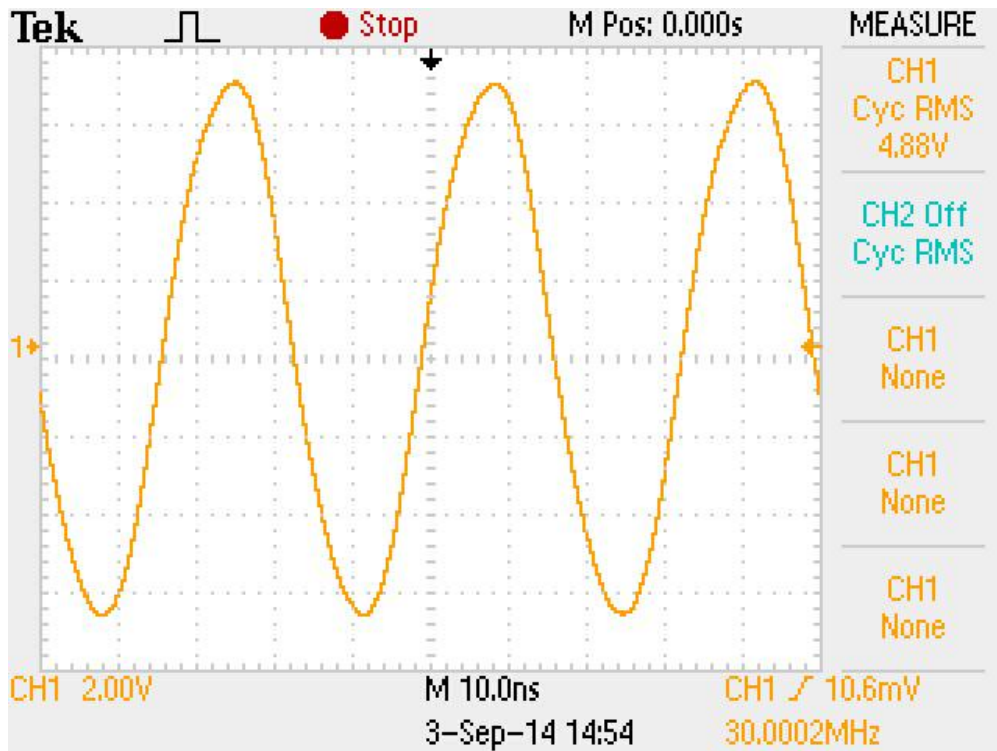 Tek Stop M Pos: 0.000s MEASURE
CH1
Cyc RMS
4.88V
CH2 Off
Cyc RMS
1
CH1
None
CH1
None
CH1
None
CH1 2.00V M 10.0ns CH1 10.6mV
3-Sep-14 14:54 30.0002MHz